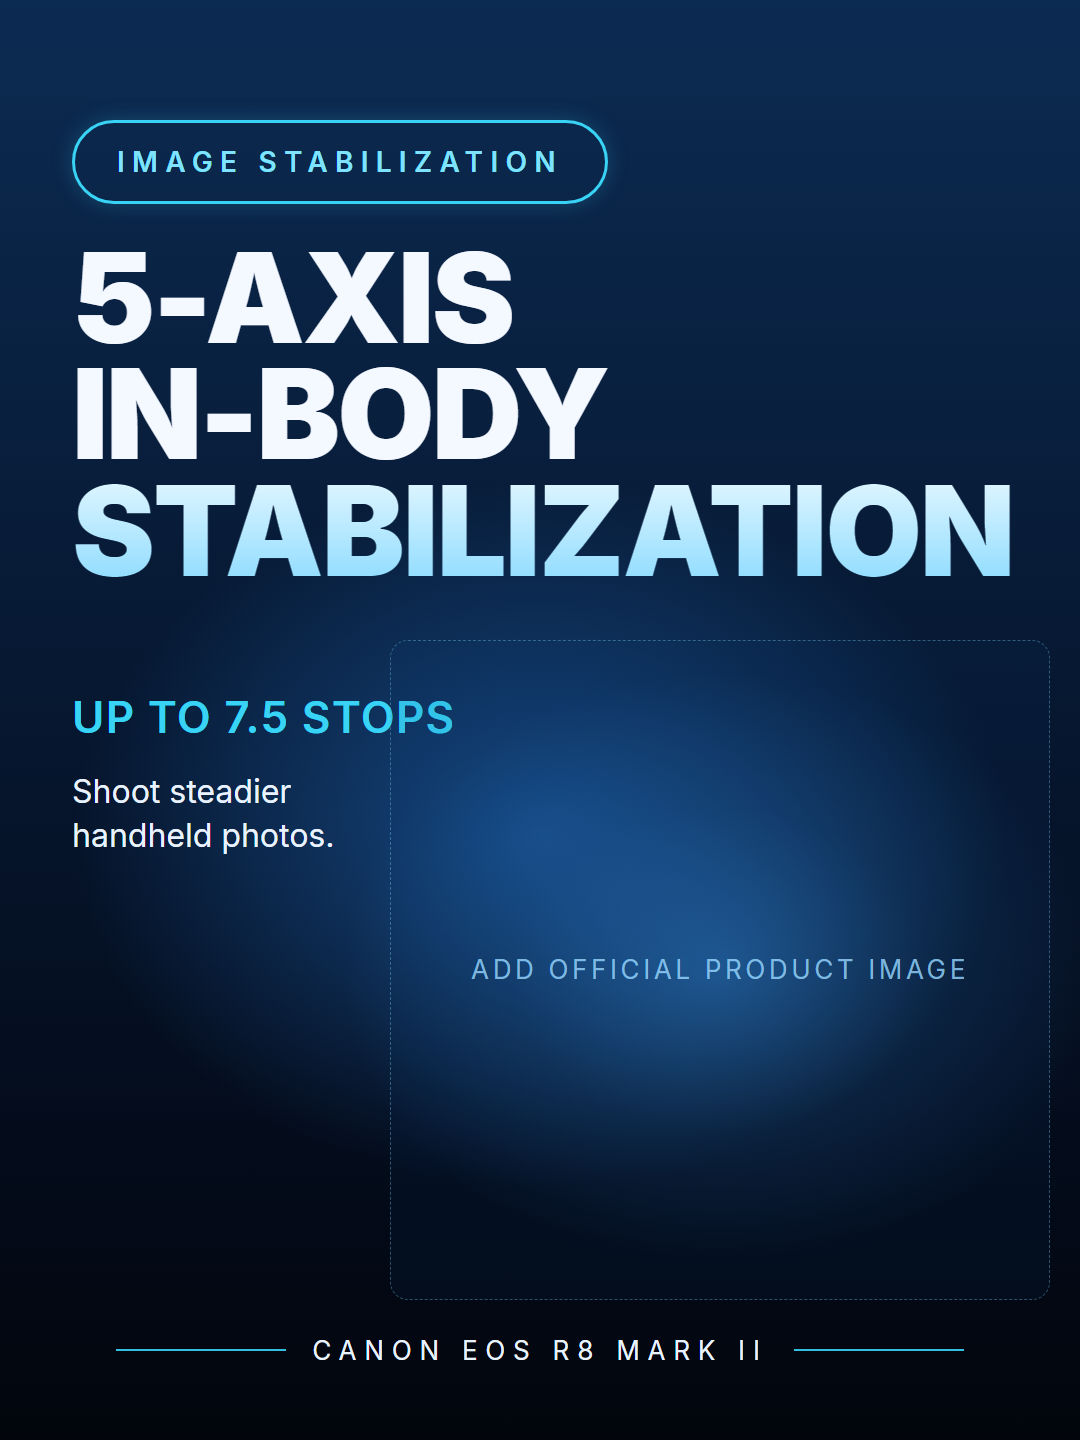 IMAGE STABILIZATION
5-AXIS
IN-BODY
STABILIZATION
UP TO 7.5 STOPS
Shoot steadier
handheld photos.
ADD OFFICIAL PRODUCT IMAGE
CANON EOS R8 MARK II